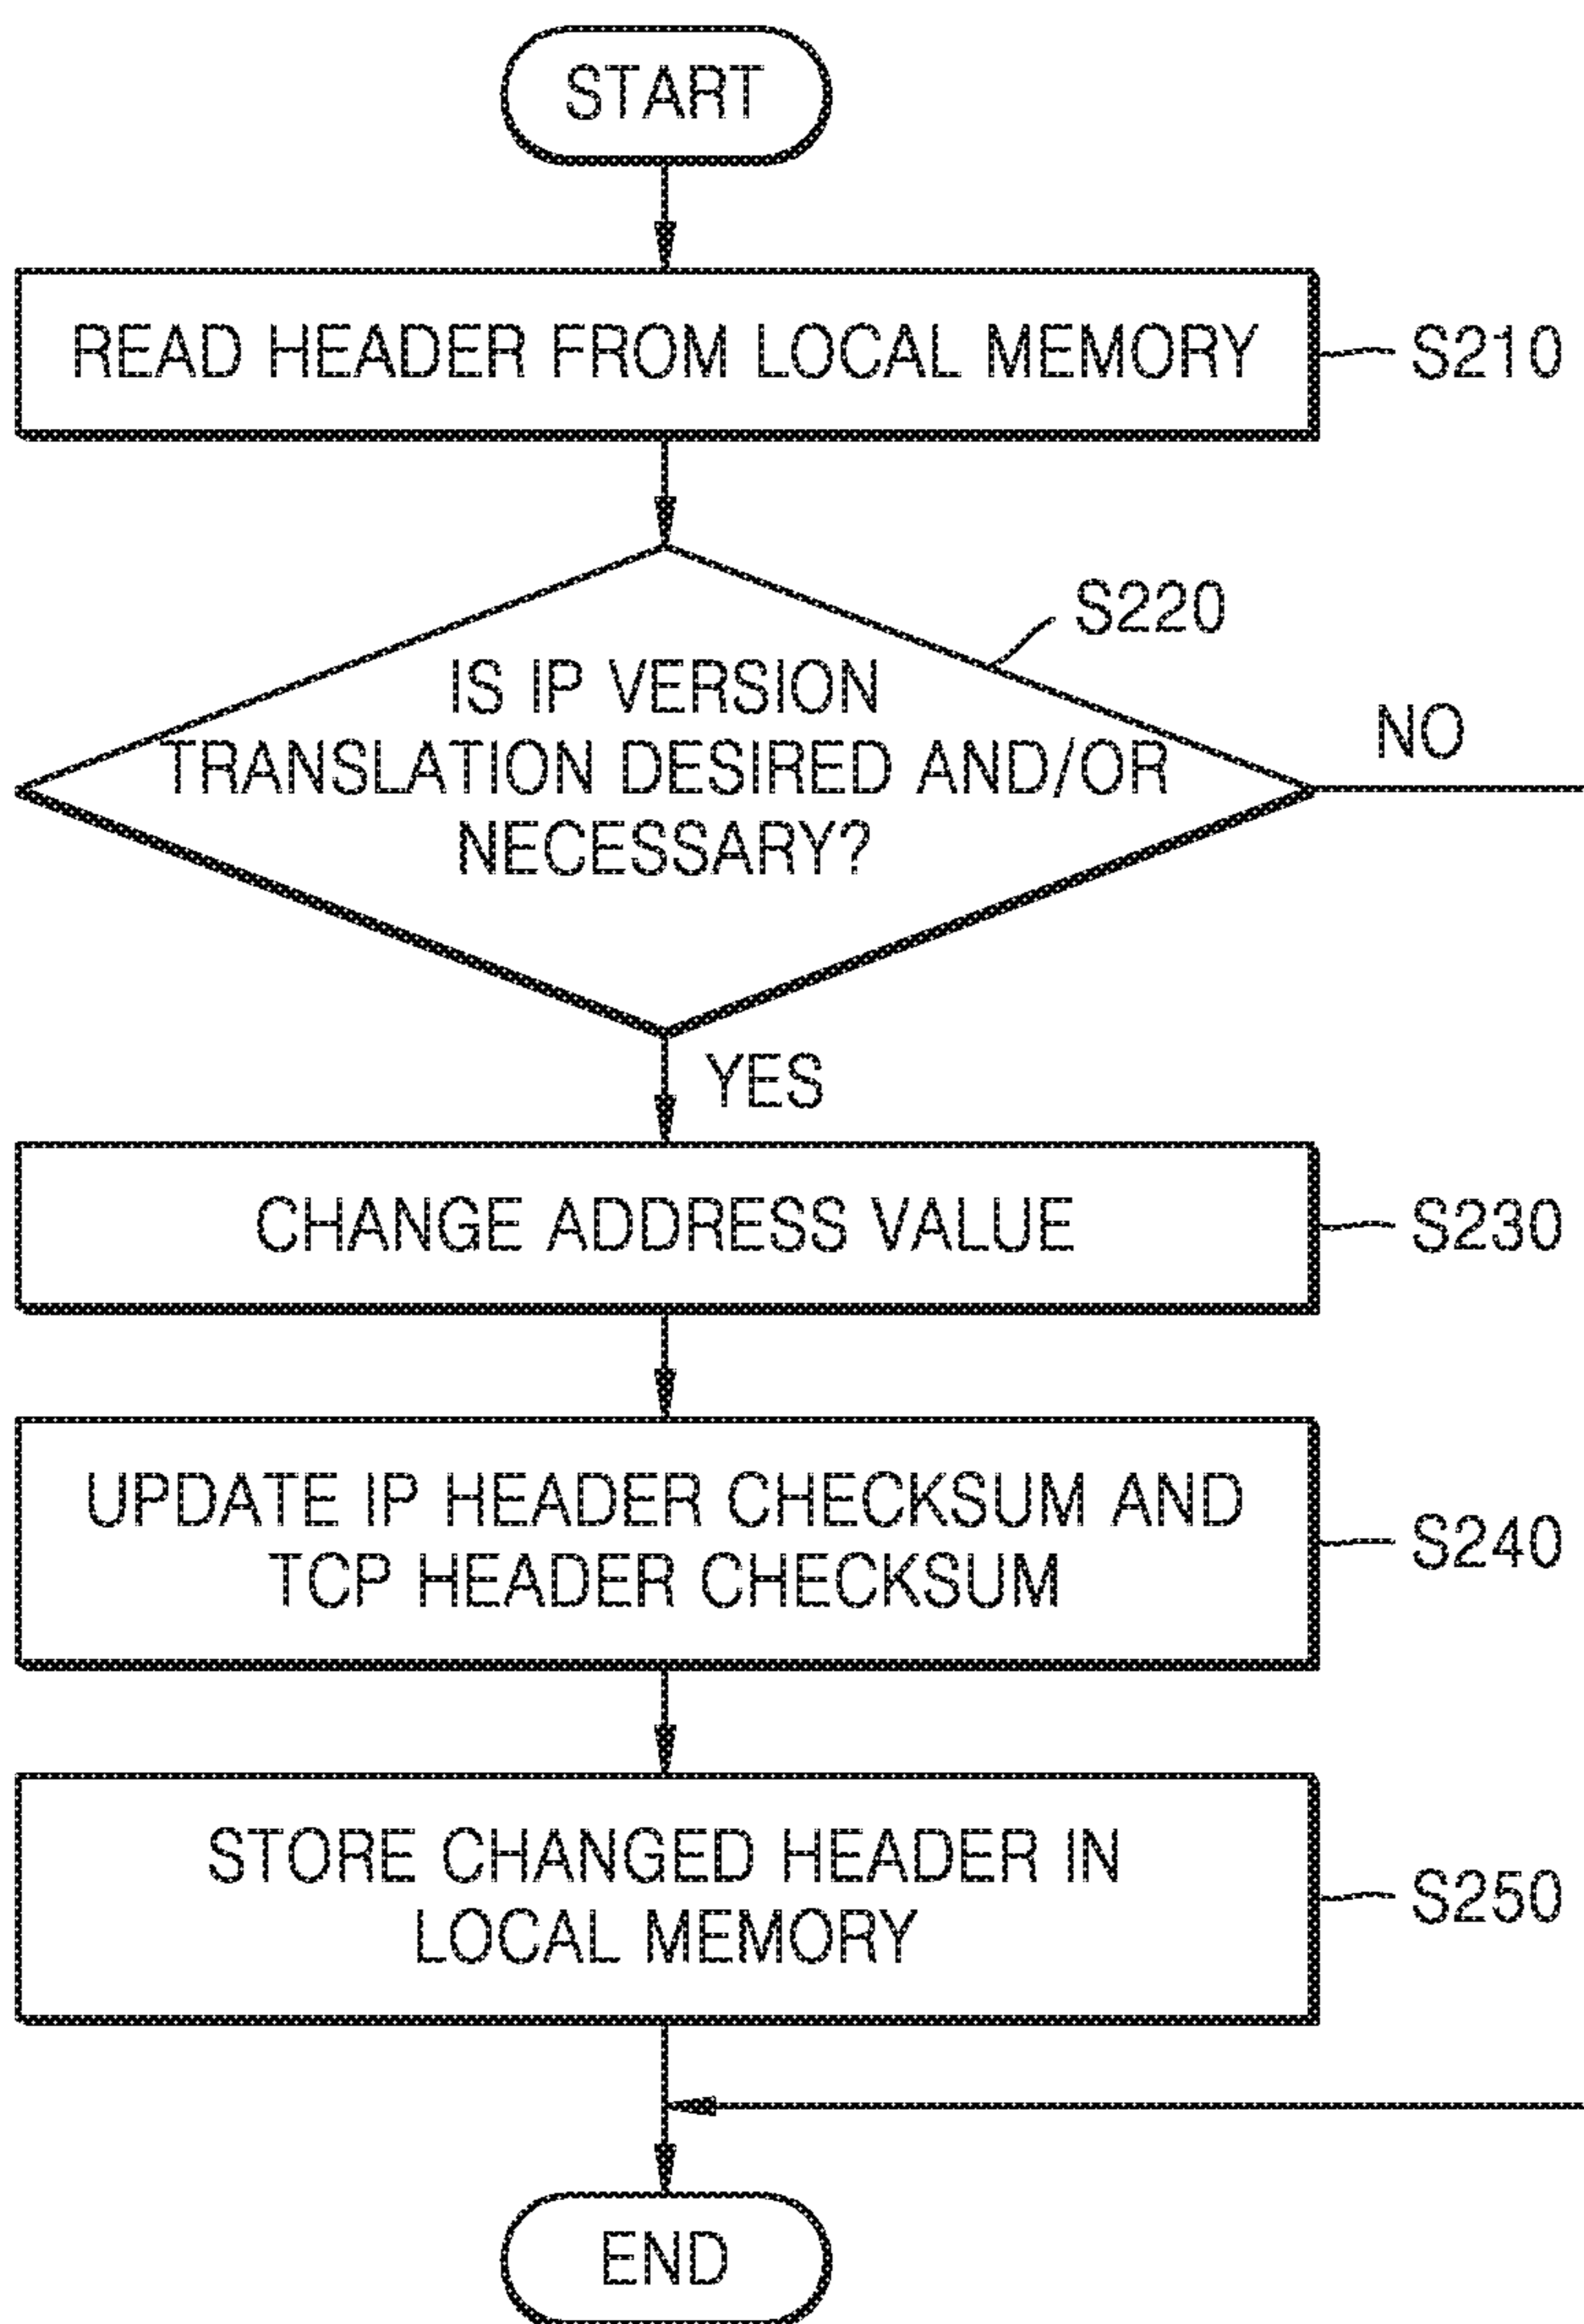 START
READ HEADER FROM LOCAL MEMORY
S210
S220
IS IP VERSION
TRANSLATION DESIRED AND/OR
NECESSARY?
NO
YES
CHANGE ADDRESS VALUE
S230
UPDATE IP HEADER CHECKSUM AND
TCP HEADER CHECKSUM
S240
STORE CHANGED HEADER IN
LOCAL MEMORY
S250
END